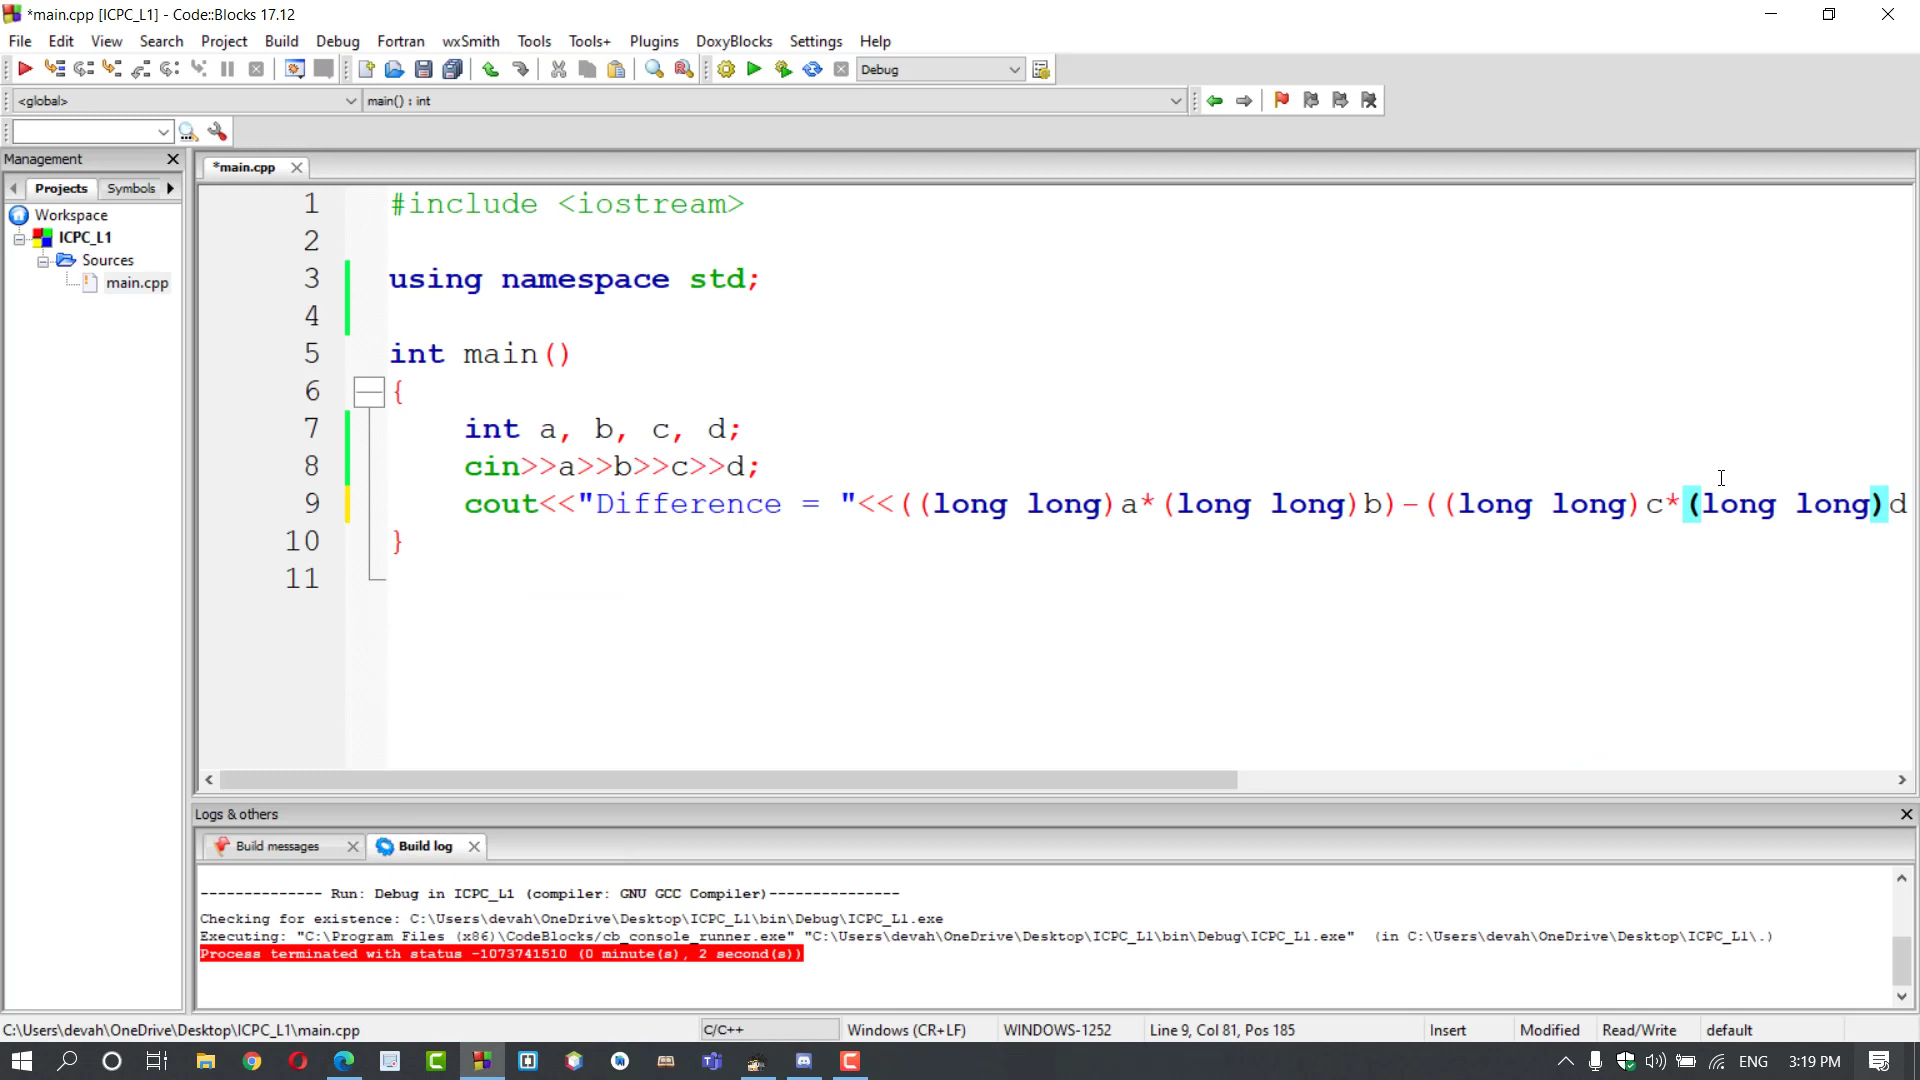 *main.cpp [ICPC_L1] - Code::Blocks 17.12
File Edit View Search Project Build Debug Fortran wxSmith Tools Tools+ Plugins DoxyBlocks Settings Help
Debug
<global> main() : int
Management
*main.cpp
Projects Symbols
Workspace
ICPC_L1
Sources
main.cpp
1 #include <iostream>
2
3 using namespace std;
4
5 int main()
6 {
7 int a, b, c, d;
8 cin>>a>>b>>c>>d;
9 cout<<"Difference = "<<((long long)a*(long long)b)-((long long)c*(long long)d
10 }
11
Logs & others
Build messages Build log
-------------- Run: Debug in ICPC_L1 (compiler: GNU GCC Compiler)---------------
Checking for existence: C:\Users\devah\OneDrive\Desktop\ICPC_L1\bin\Debug\ICPC_L1.exe
Executing: "C:\Program Files (x86)\CodeBlocks/cb_console_runner.exe" "C:\Users\devah\OneDrive\Desktop\ICPC_L1\bin\Debug\ICPC_L1.exe"  (in C:\Users\devah\OneDrive\Desktop\ICPC_L1\.)
Process terminated with status -1073741510 (0 minute(s), 2 second(s))
C:\Users\devah\OneDrive\Desktop\ICPC_L1\main.cpp C/C++ Windows (CR+LF) WINDOWS-1252 Line 9, Col 81, Pos 185 Insert Modified Read/Write default
ENG 3:19 PM